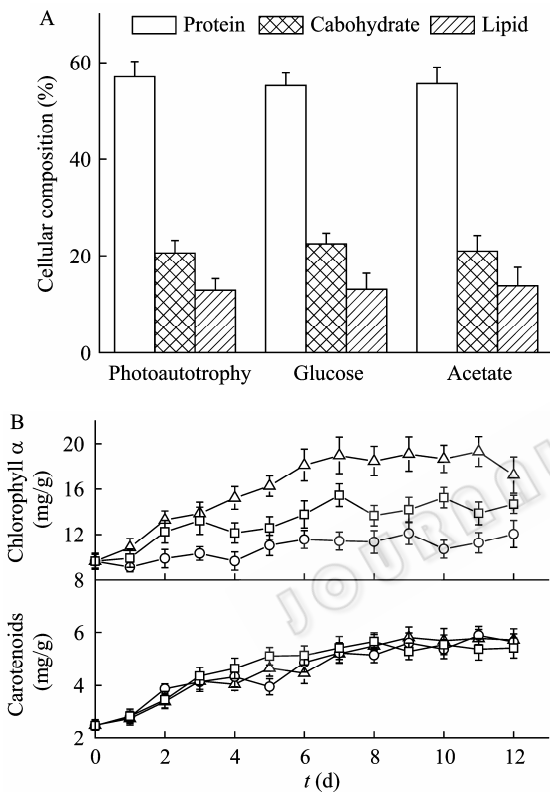 A
Protein Cabohydrate Lipid
Cellular composition (%)
60
40
20
0
Photoautotrophy Glucose Acetate
B
Chlorophyll α
(mg/g)
20
16
12
8
Carotenoids
(mg/g)
6
4
2
0 2 4 6 8 10 12
t (d)
JOURNAL